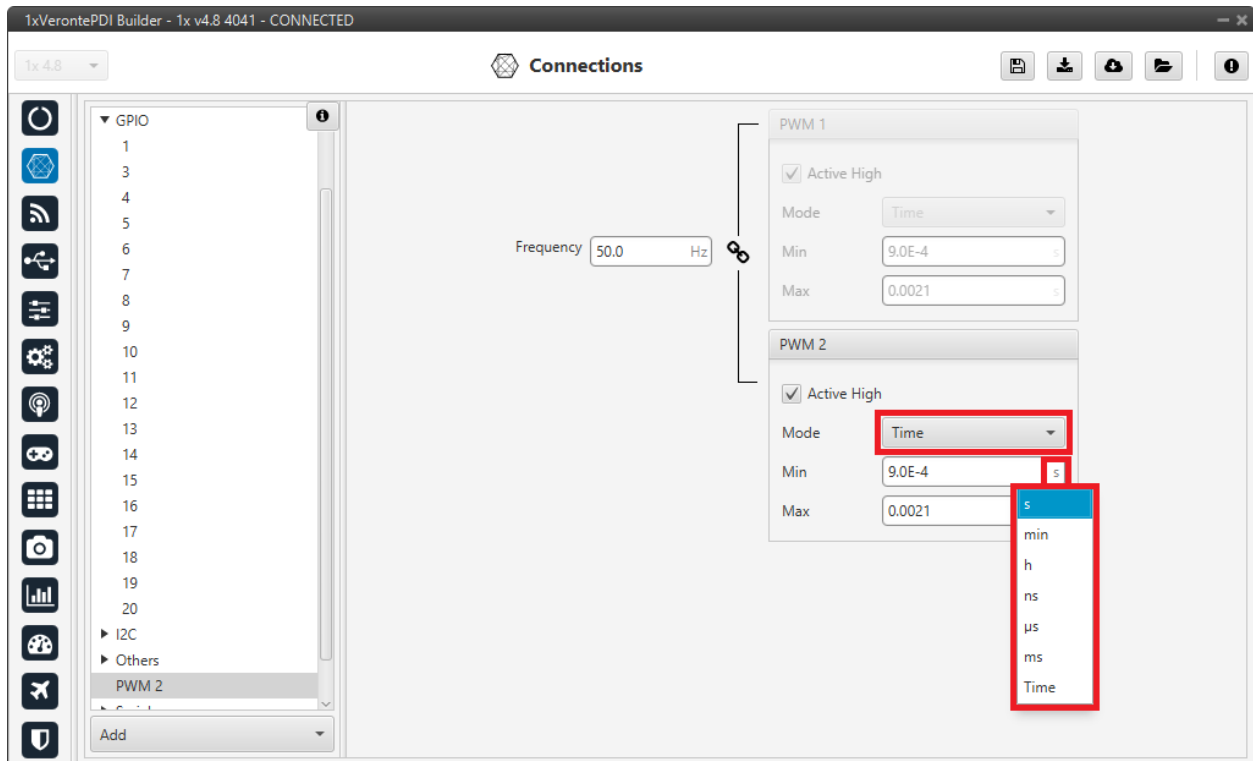 1xVerontePDI Builder - 1x v4.8 4041 - CONNECTED
1x 4.8
Connections
GPIO
1
3
4
5
6
7
8
9
10
11
12
13
14
15
16
17
18
19
20
I2C
Others
PWM 2
Add
Frequency 50.0 Hz
PWM 1
Active High
Mode Time
Min 9.0E-4 s
Max 0.0021 s
PWM 2
Active High
Mode Time
Min 9.0E-4 s
Max 0.0021
s
min
h
ns
µs
ms
Time